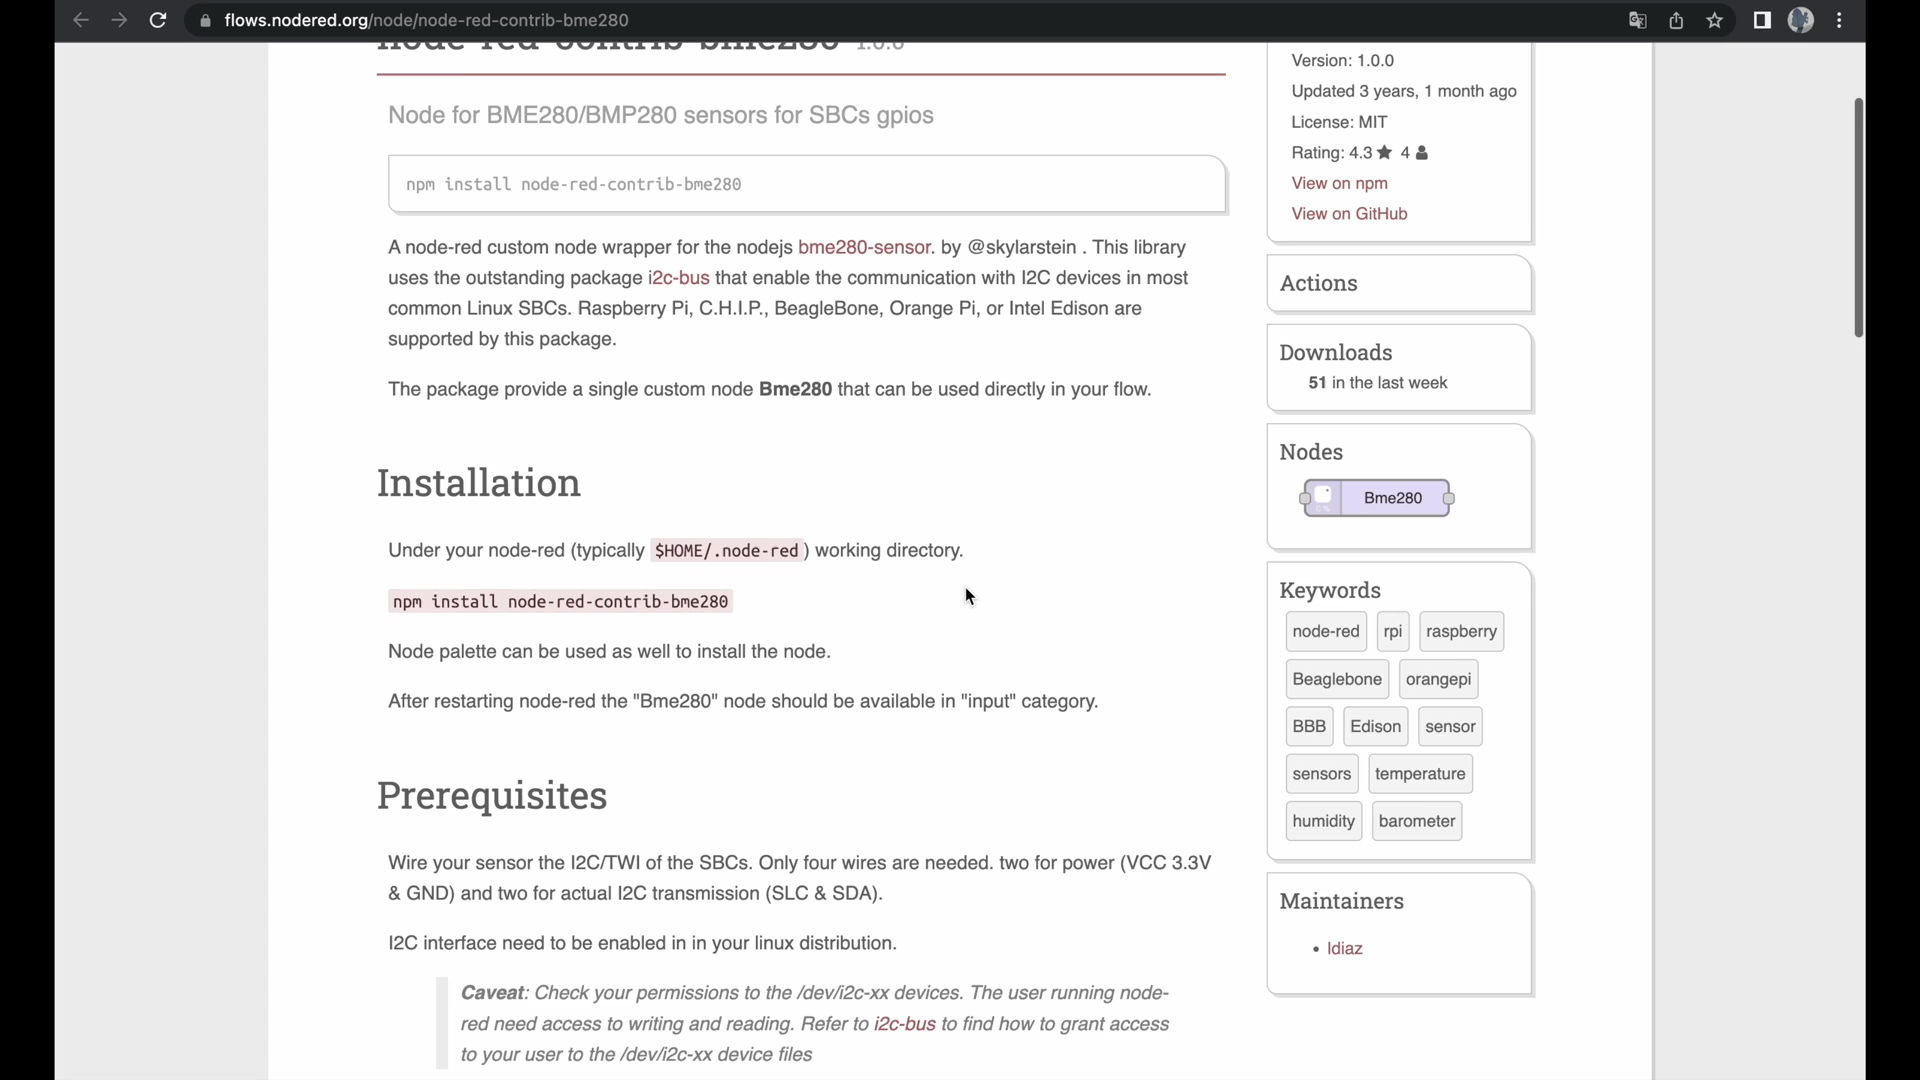 flows.nodered.org/node/node-red-contrib-bme280
node-red-contrib-bme280 1.0.0
Node for BME280/BMP280 sensors for SBCs gpios
npm install node-red-contrib-bme280
A node-red custom node wrapper for the nodejs bme280-sensor. by @skylarstein . This library
uses the outstanding package i2c-bus that enable the communication with I2C devices in most
common Linux SBCs. Raspberry Pi, C.H.I.P., BeagleBone, Orange Pi, or Intel Edison are
supported by this package.
The package provide a single custom node Bme280 that can be used directly in your flow.
Installation
Under your node-red (typically $HOME/.node-red) working directory.
npm install node-red-contrib-bme280
Node palette can be used as well to install the node.
After restarting node-red the "Bme280" node should be available in "input" category.
Prerequisites
Wire your sensor the I2C/TWI of the SBCs. Only four wires are needed. two for power (VCC 3.3V
& GND) and two for actual I2C transmission (SLC & SDA).
I2C interface need to be enabled in in your linux distribution.
Caveat: Check your permissions to the /dev/i2c-xx devices. The user running node-
red need access to writing and reading. Refer to i2c-bus to find how to grant access
to your user to the /dev/i2c-xx device files
Version: 1.0.0
Updated 3 years, 1 month ago
License: MIT
Rating: 4.3 4
View on npm
View on GitHub
Actions
Downloads
51 in the last week
Nodes
Bme280
Keywords
node-red rpi raspberry
Beaglebone orangepi
BBB Edison sensor
sensors temperature
humidity barometer
Maintainers
• ldiaz